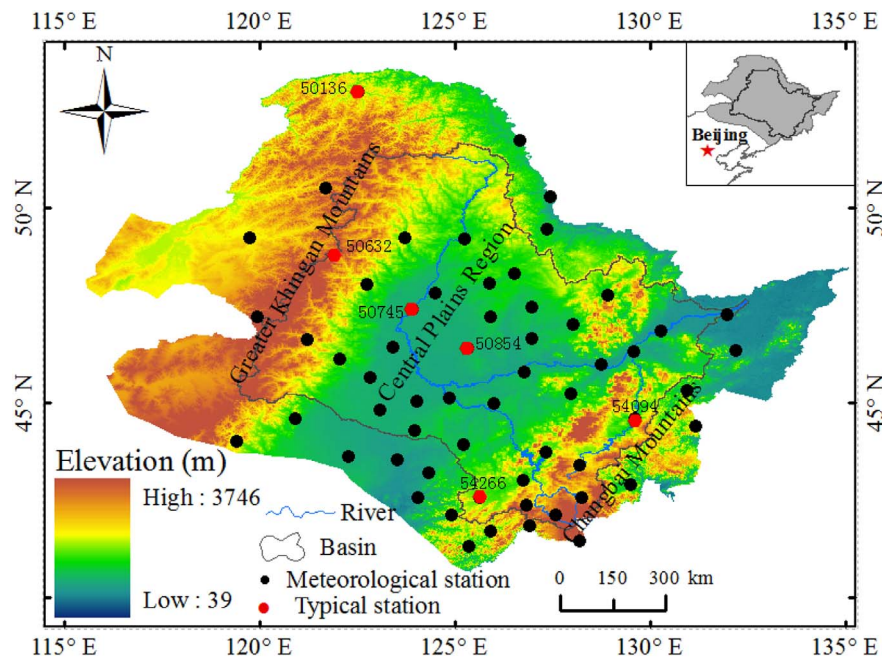 115° E 120° E 125° E 130° E 135° E
N
50136
Beijing
50° N 50° N
50632
Greater Khingan Mountains
Central Plains Region
50745
50854
45° N 45° N
54094
Changbai Mountains
54266
Elevation (m)
High : 3746
Low : 39
River
Basin
Meteorological station
Typical station
0 150 300 km
115° E 120° E 125° E 130° E 135° E